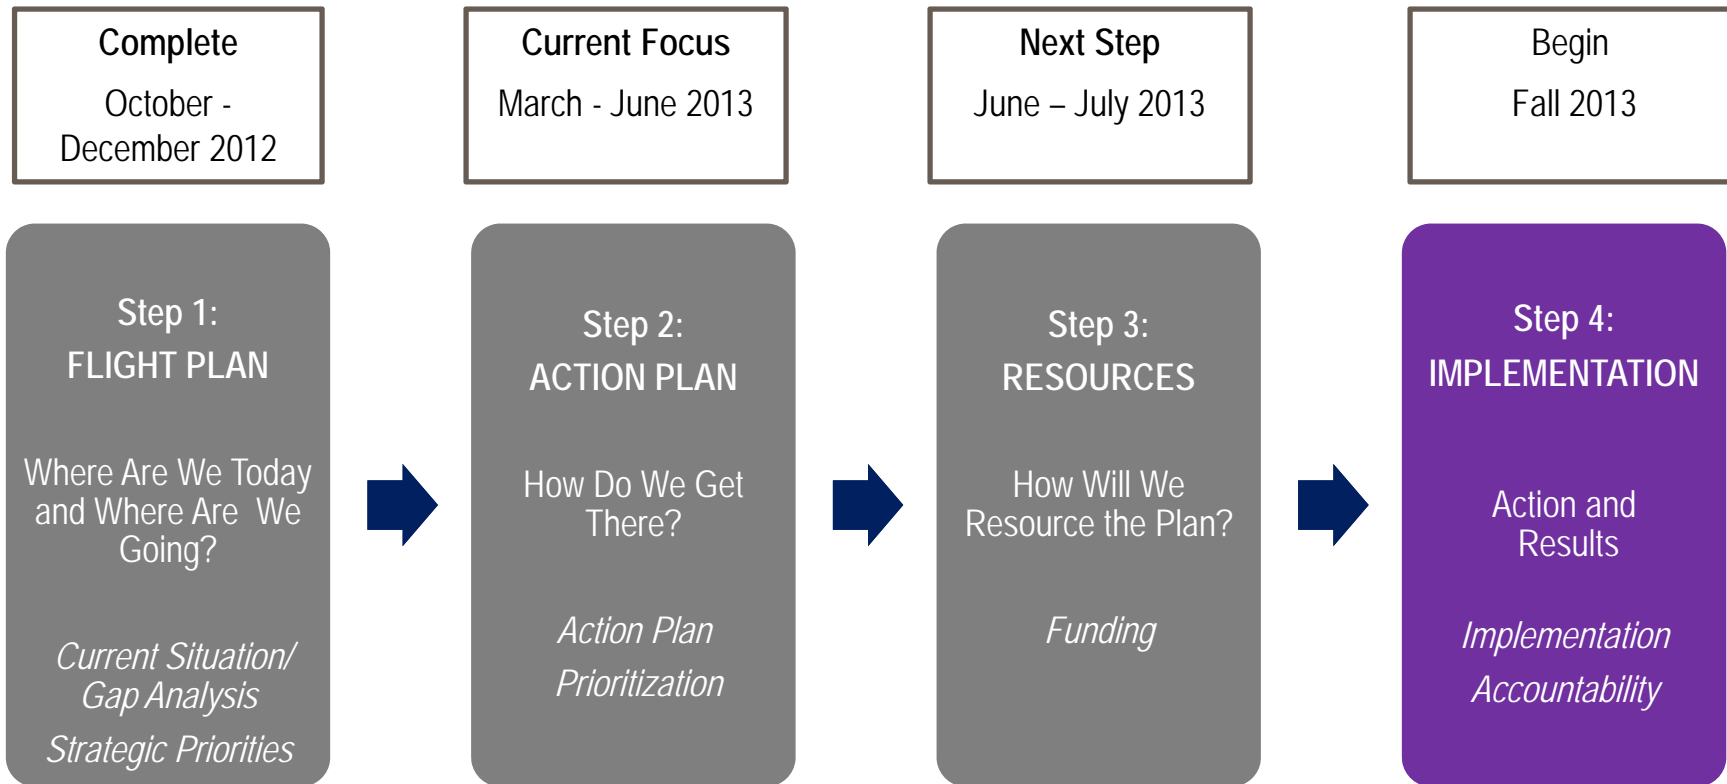 Complete
October -
December 2012
Current Focus
March - June 2013
Next Step
June – July 2013
Begin
Fall 2013
Step 1:
FLIGHT PLAN
Where Are We Today
and Where Are We
Going?
Current Situation/
Gap Analysis
Strategic Priorities
Step 2:
ACTION PLAN
How Do We Get
There?
Action Plan
Prioritization
Step 3:
RESOURCES
How Will We
Resource the Plan?
Funding
Step 4:
IMPLEMENTATION
Action and
Results
Implementation
Accountability